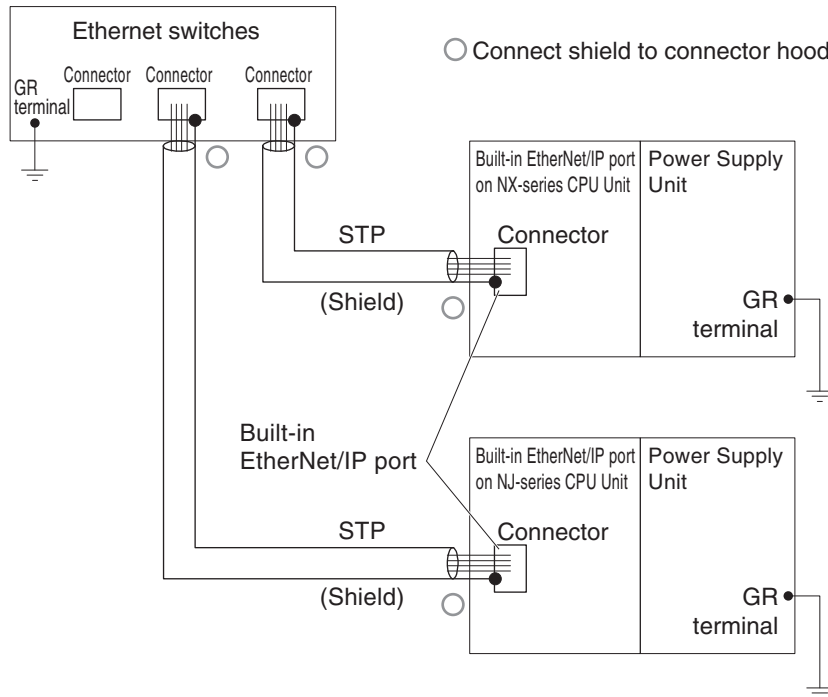 Ethernet switches
Connect shield to connector hood
Connector
Connector
Connector
GR
terminal
Built-in EtherNet/IP port
on NX-series CPU Unit
Power Supply
Unit
STP
Connector
(Shield)
GR
terminal
Built-in
EtherNet/IP port
Built-in EtherNet/IP port
on NJ-series CPU Unit
Power Supply
Unit
STP
Connector
(Shield)
GR
terminal